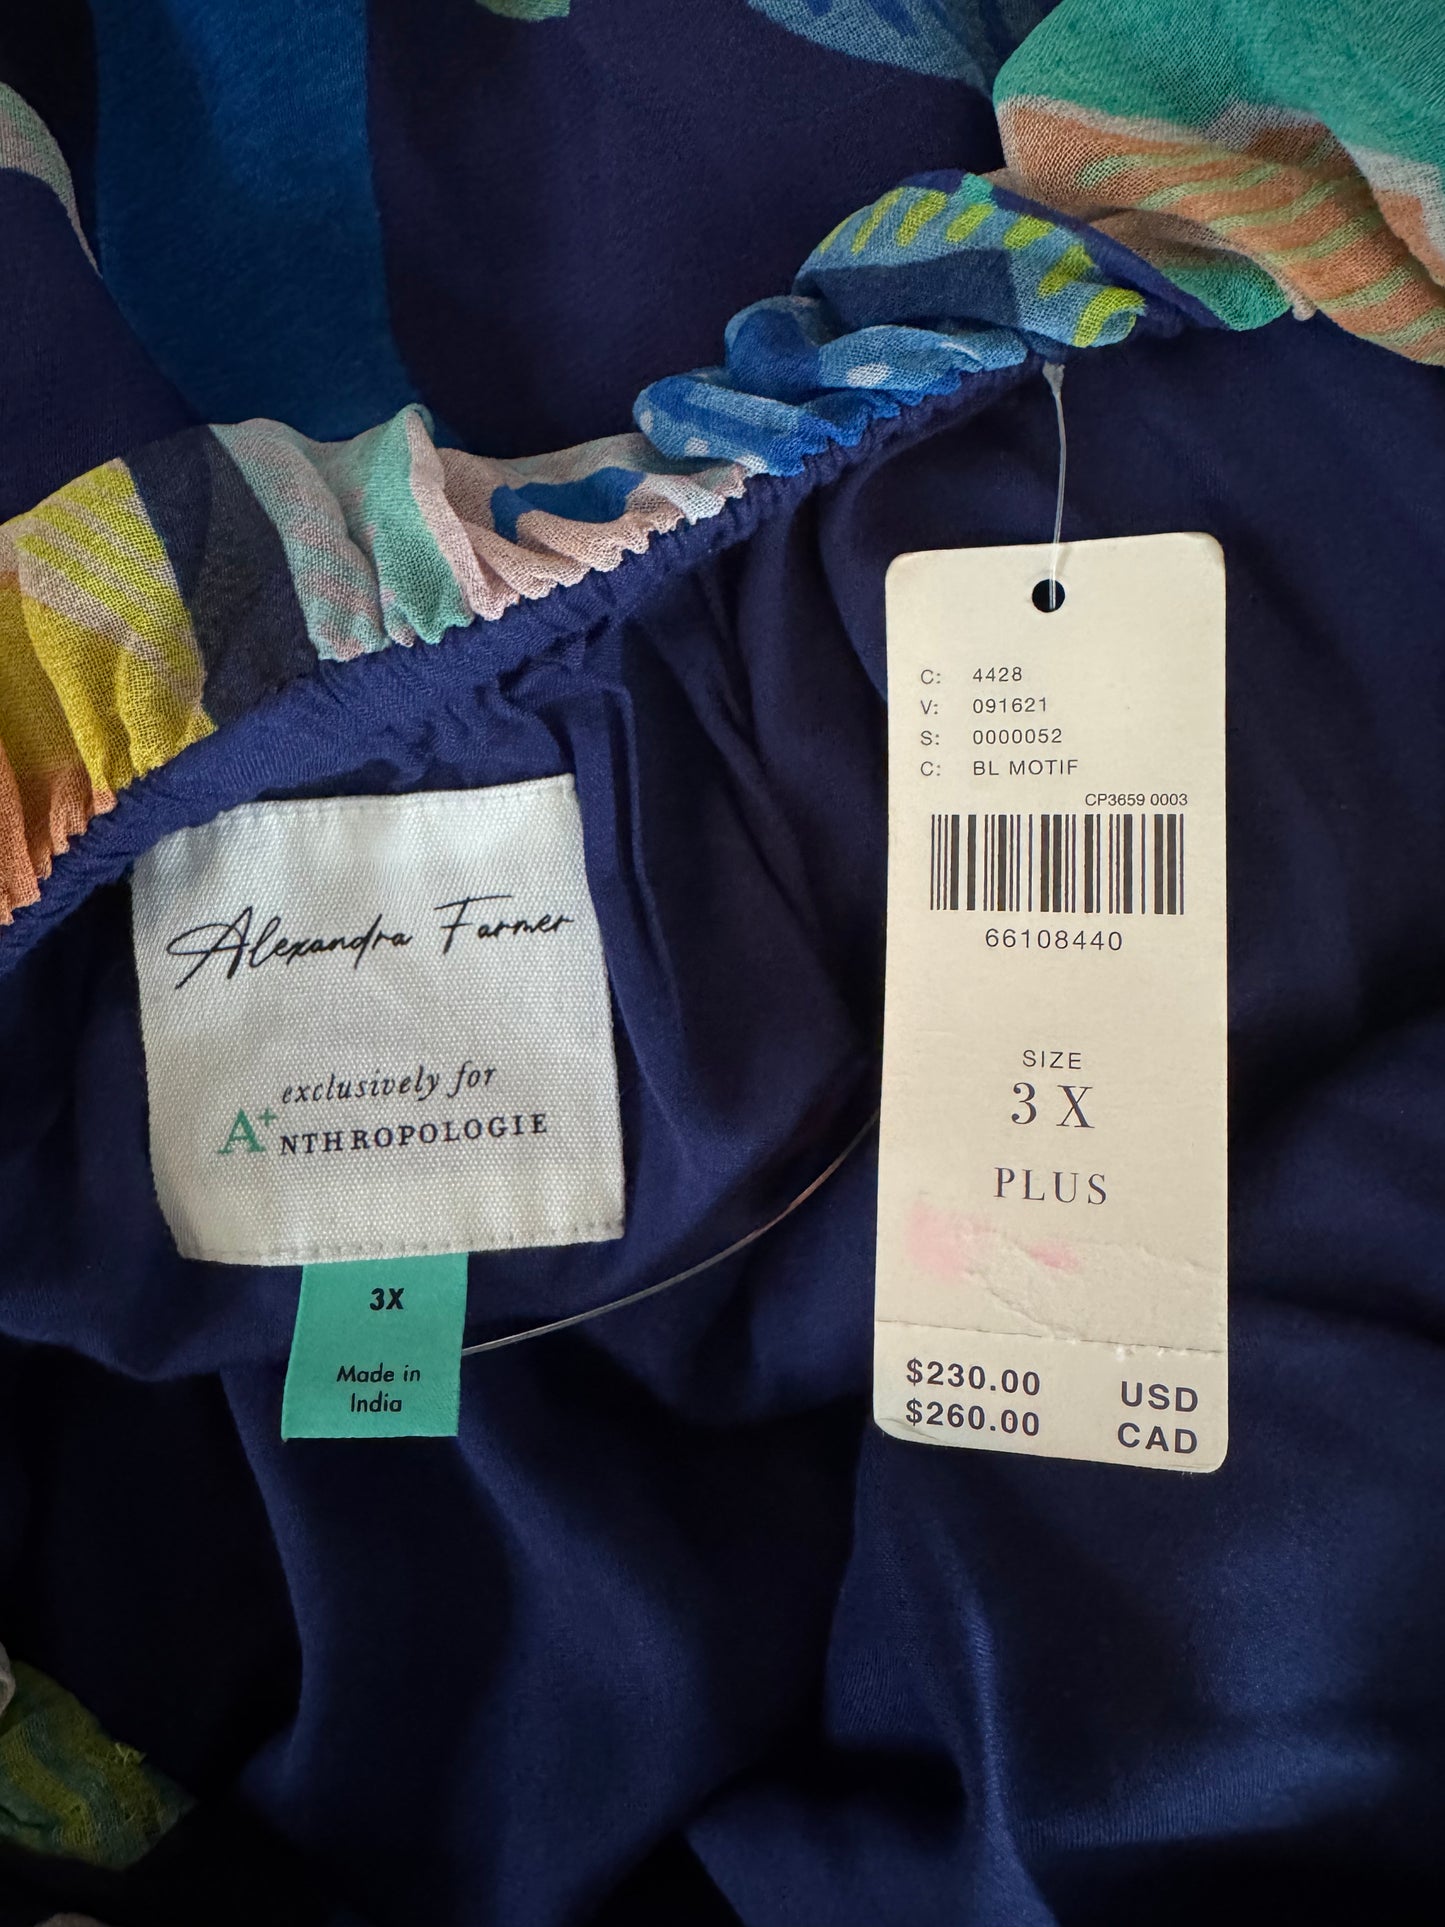 Alexandra Farmer
exclusively for
A+NTHROPOLOGIE
3X
Made in
India
C: 4428
V: 091621
S: 0000052
C: BL MOTIF
CP3659 0003
66108440
SIZE
3 X
PLUS
$230.00 USD
$260.00 CAD